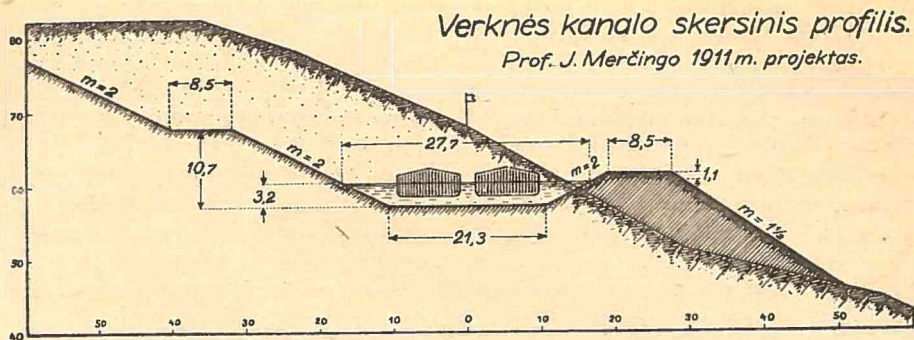 Verknės kanalo skersinis profilis.
Prof. J. Merčingo 1911 m. projektas.
80
70
60
50
40
m=2
8,5
10,7
m=2
3,2
27,7
21,3
m=2
8,5
1,1
m=1½
50 40 30 20 10 0 10 20 30 40 50 60